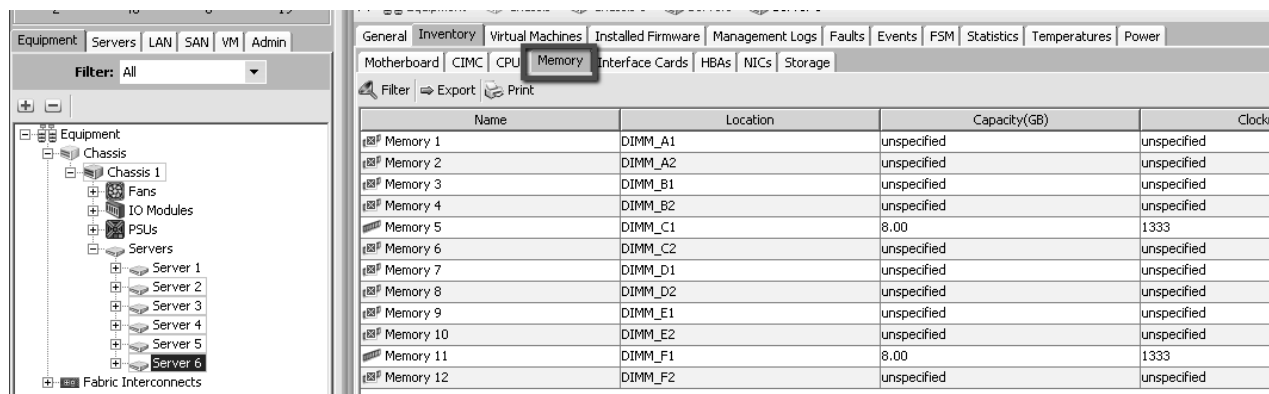 Equipment Servers LAN SAN VM Admin
Filter: All
Equipment
Chassis
Chassis 1
Fans
IO Modules
PSUs
Servers
Server 1
Server 2
Server 3
Server 4
Server 5
Server 6
Fabric Interconnects
General Inventory Virtual Machines Installed Firmware Management Logs Faults Events FSM Statistics Temperatures Power
Motherboard CIMC CPU Memory Interface Cards HBAs NICs Storage
Filter Export Print
Name Location Capacity(GB)
Memory 1 DIMM_A1 unspecified unspecified
Memory 2 DIMM_A2 unspecified unspecified
Memory 3 DIMM_B1 unspecified unspecified
Memory 4 DIMM_B2 unspecified unspecified
Memory 5 DIMM_C1 8.00 1333
Memory 6 DIMM_C2 unspecified unspecified
Memory 7 DIMM_D1 unspecified unspecified
Memory 8 DIMM_D2 unspecified unspecified
Memory 9 DIMM_E1 unspecified unspecified
Memory 10 DIMM_E2 unspecified unspecified
Memory 11 DIMM_F1 8.00 1333
Memory 12 DIMM_F2 unspecified unspecified